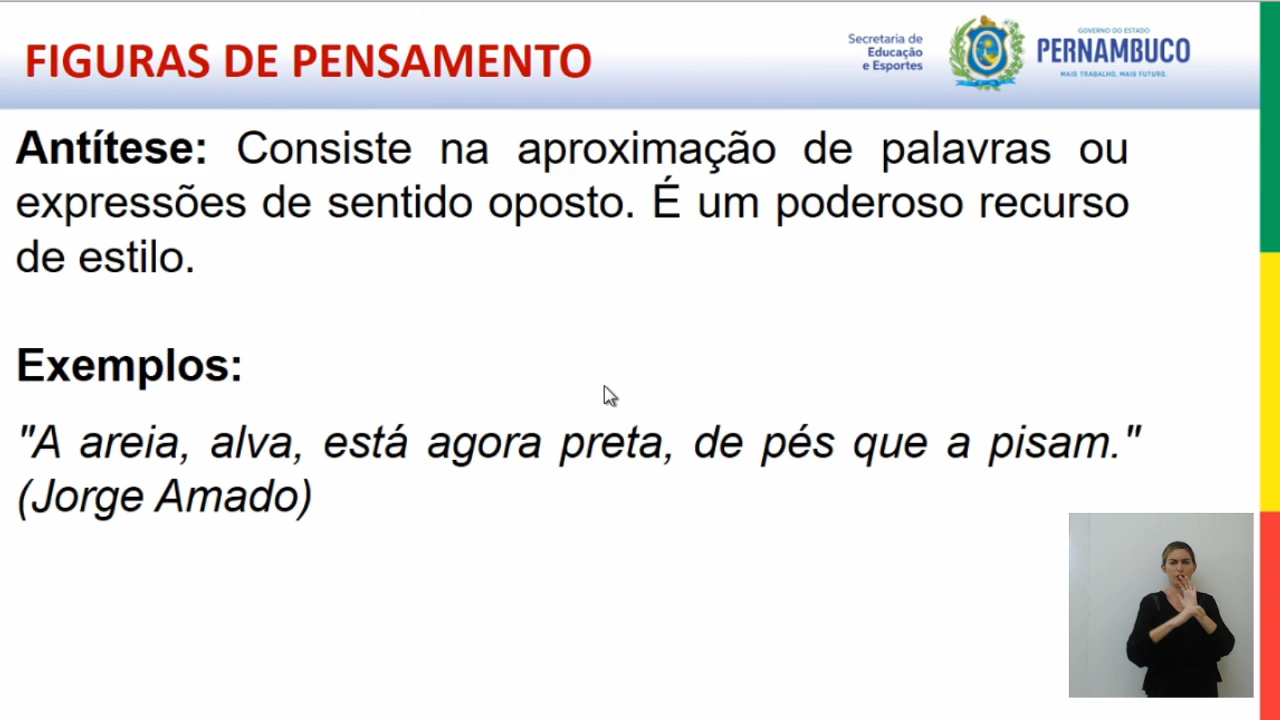 FIGURAS DE PENSAMENTO
Secretaria de
Educação
e Esportes
GOVERNO DO ESTADO
PERNAMBUCO
MAIS TRABALHO, MAIS FUTURO.
Antítese: Consiste na aproximação de palavras ou
expressões de sentido oposto. É um poderoso recurso
de estilo.
Exemplos:
"A areia, alva, está agora preta, de pés que a pisam."
(Jorge Amado)